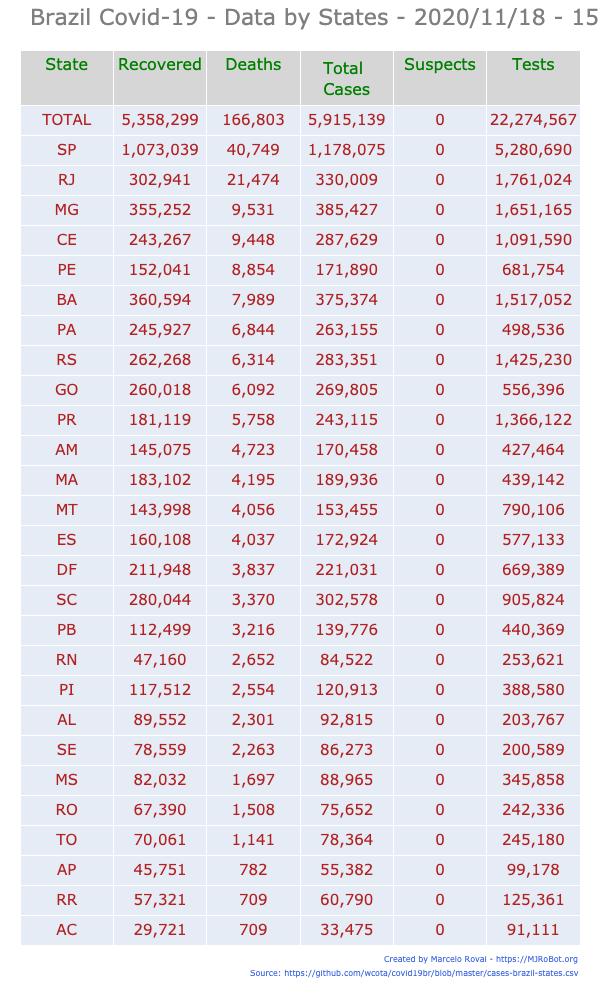 Brazil Covid-19 - Data by States - 2020/11/18 - 15
State Recovered Deaths Total Cases Suspects Tests
TOTAL 5,358,299 166,803 5,915,139 0 22,274,567
SP 1,073,039 40,749 1,178,075 0 5,280,690
RJ 302,941 21,474 330,009 0 1,761,024
MG 355,252 9,531 385,427 0 1,651,165
CE 243,267 9,448 287,629 0 1,091,590
PE 152,041 8,854 171,890 0 681,754
BA 360,594 7,989 375,374 0 1,517,052
PA 245,927 6,844 263,155 0 498,536
RS 262,268 6,314 283,351 0 1,425,230
GO 260,018 6,092 269,805 0 556,396
PR 181,119 5,758 243,115 0 1,366,122
AM 145,075 4,723 170,458 0 427,464
MA 183,102 4,195 189,936 0 439,142
MT 143,998 4,056 153,455 0 790,106
ES 160,108 4,037 172,924 0 577,133
DF 211,948 3,837 221,031 0 669,389
SC 280,044 3,370 302,578 0 905,824
PB 112,499 3,216 139,776 0 440,369
RN 47,160 2,652 84,522 0 253,621
PI 117,512 2,554 120,913 0 388,580
AL 89,552 2,301 92,815 0 203,767
SE 78,559 2,263 86,273 0 200,589
MS 82,032 1,697 88,965 0 345,858
RO 67,390 1,508 75,652 0 242,336
TO 70,061 1,141 78,364 0 245,180
AP 45,751 782 55,382 0 99,178
RR 57,321 709 60,790 0 125,361
AC 29,721 709 33,475 0 91,111
Created by Marcelo Rovai - https://MJRoBot.org
Source: https://github.com/wcota/covid19br/blob/master/cases-brazil-states.csv